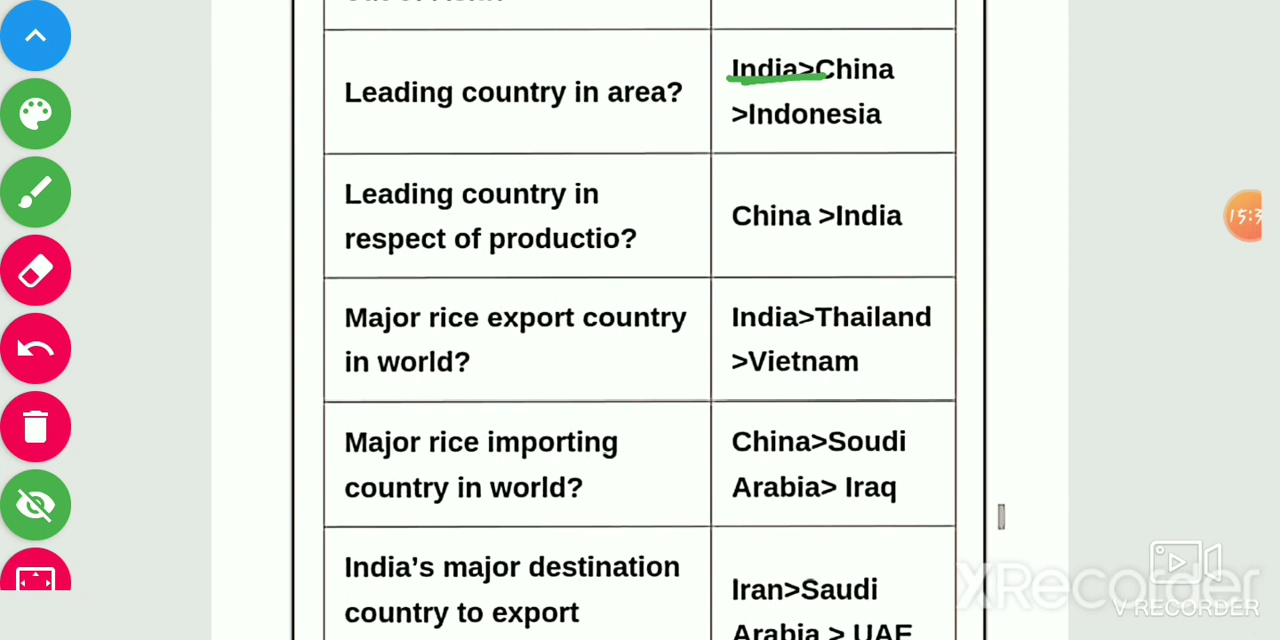 Leading country in area?
India>China
>Indonesia
Leading country in
respect of productio?
China >India
Major rice export country
in world?
India>Thailand
>Vietnam
Major rice importing
country in world?
China>Soudi
Arabia> Iraq
India’s major destination
country to export
Iran>Saudi
Arabia > UAE
15:3
XRecorder
V RECORDER